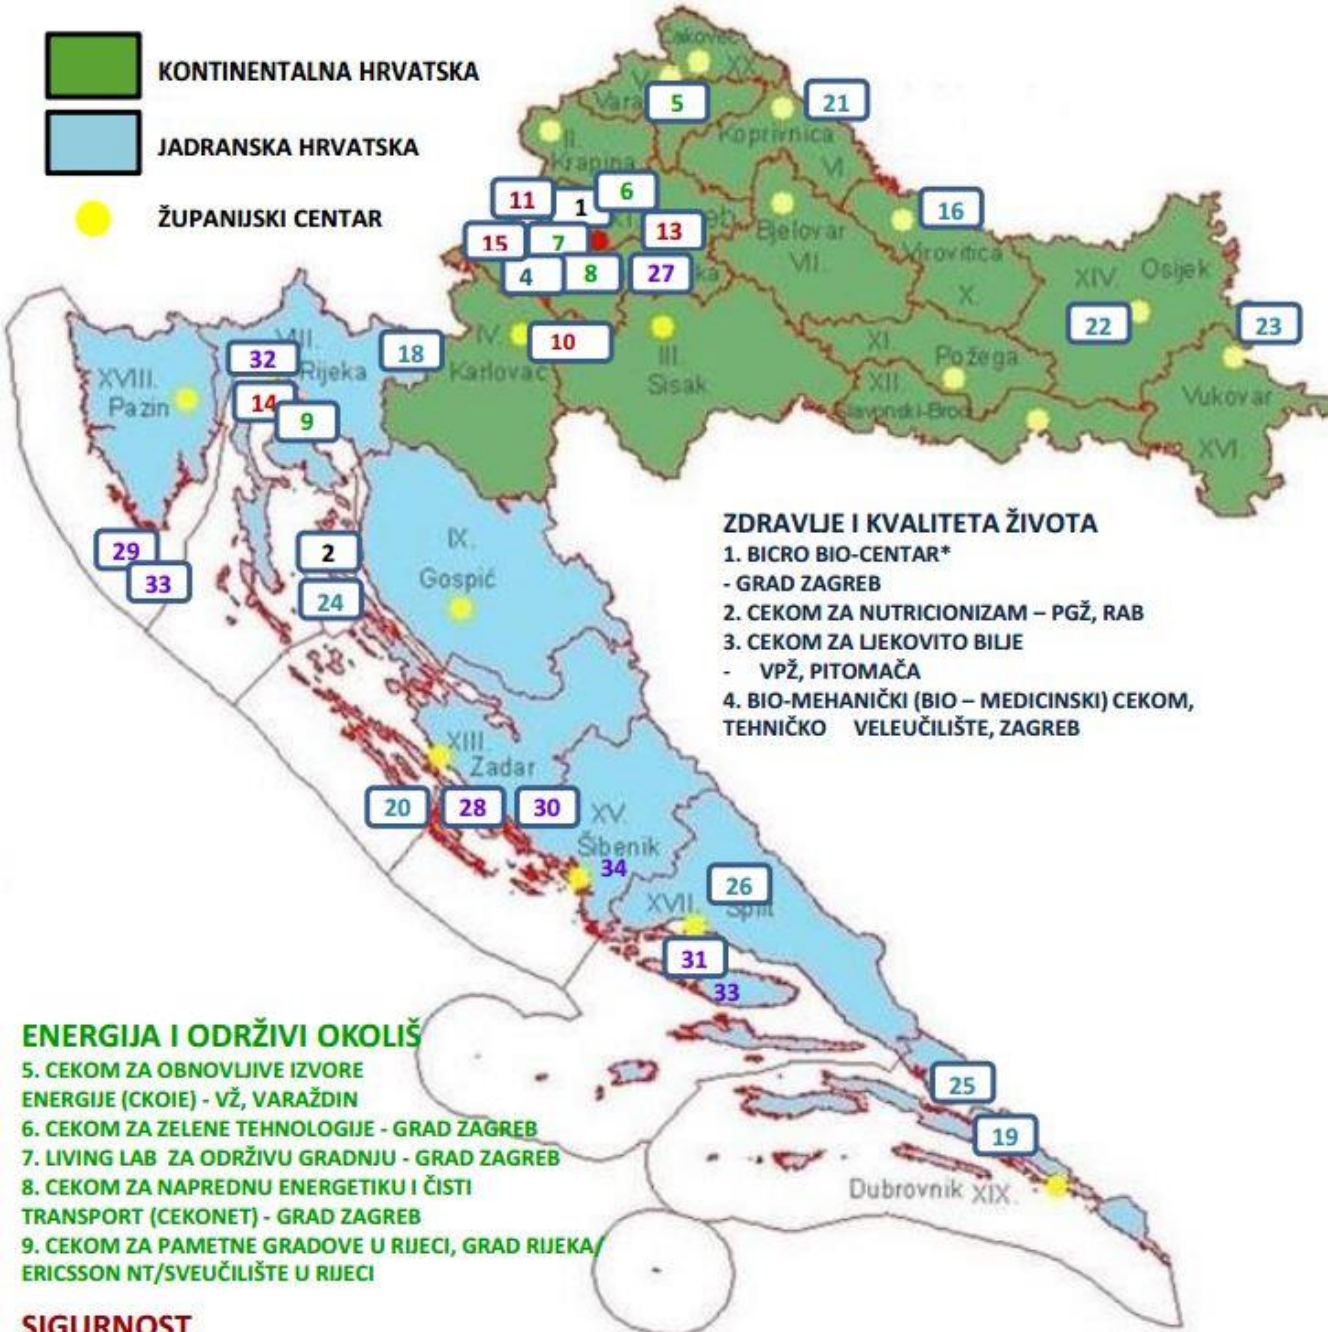 KONTINENTALNA HRVATSKA
JADRANSKA HRVATSKA
ŽUPANIJSKI CENTAR
Čakovec
XX.
5
21
Koprivnica
VI
II.
Krapina
11
1
6
16
15
7
13
Bjelovar
VII.
Virovitica
X.
4
8
27
XIV.
Osijek
22
23
IV.
Karlovac
10
III.
Sisak
XI.
Požega
XII.
Slavonski-Brod
Vukovar
XVI.
VIII.
32
Rijeka
18
XVIII.
Pazin
14
9
29
33
2
24
IX.
Gospić
ZDRAVLJE I KVALITETA ŽIVOTA
1. BICRO BIO-CENTAR*
- GRAD ZAGREB
2. CEKOM ZA NUTRICIONIZAM – PGŽ, RAB
3. CEKOM ZA LJEKOVITO BILJE
- VPŽ, PITOMAČA
4. BIO-MEHANIČKI (BIO – MEDICINSKI) CEKOM,
TEHNIČKO VELEUČILIŠTE, ZAGREB
XIII.
Zadar
20
28
30
XV.
Šibenik
34
26
XVII.
Split
31
33
25
19
Dubrovnik XIX.
ENERGIJA I ODRŽIVI OKOLIŠ
5. CEKOM ZA OBNOVLJIVE IZVORE
ENERGIJE (CKOIE) - VŽ, VARAŽDIN
6. CEKOM ZA ZELENE TEHNOLOGIJE - GRAD ZAGREB
7. LIVING LAB ZA ODRŽIVU GRADNJU - GRAD ZAGREB
8. CEKOM ZA NAPREDNU ENERGETIKU I ČISTI
TRANSPORT (CEKONET) - GRAD ZAGREB
9. CEKOM ZA PAMETNE GRADOVE U RIJECI, GRAD RIJEKA/
ERICSSON NT/SVEUČILIŠTE U RIJECI
SIGURNOST